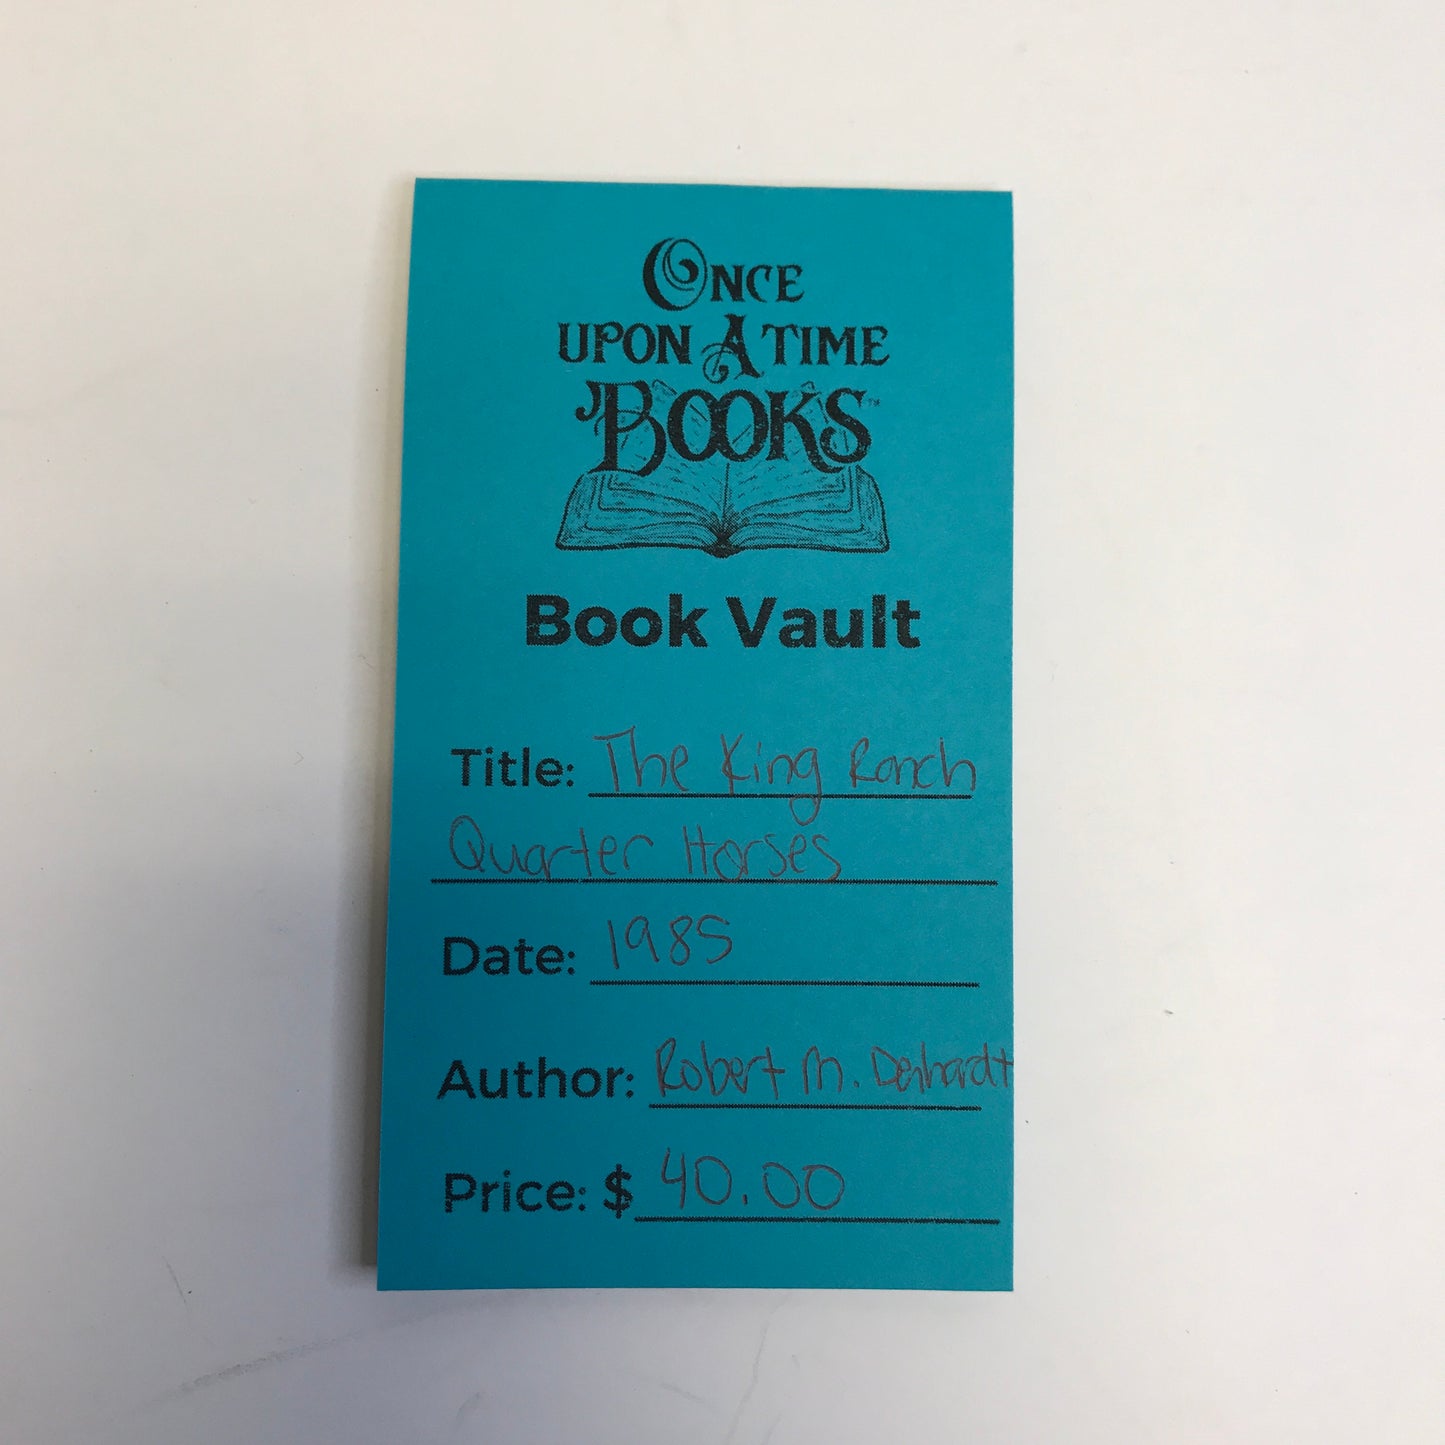 ONCE
UPON A TIME
BOOKS™
Book Vault
Title: The King Ranch
Quarter Horses
Date: 1985
Author: Robert M. Denhardt
Price: $ 40.00